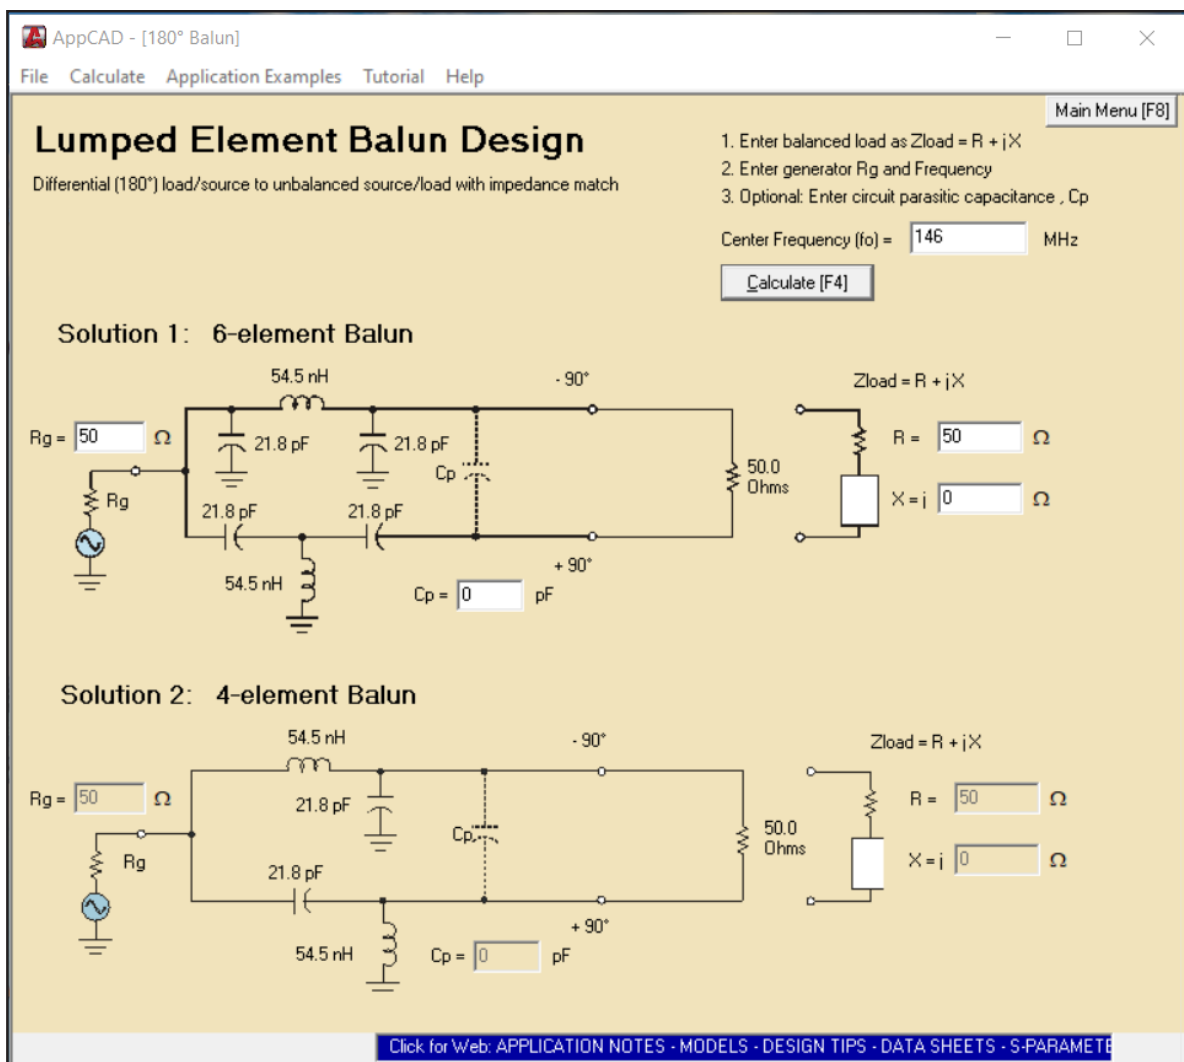 AppCAD - [180° Balun]
File Calculate Application Examples Tutorial Help
Main Menu [F8]
Lumped Element Balun Design
Differential (180°) load/source to unbalanced source/load with impedance match
1. Enter balanced load as Zload = R + jX
2. Enter generator Rg and Frequency
3. Optional: Enter circuit parasitic capacitance , Cp
Center Frequency (fo) = 146 MHz
Calculate [F4]
Solution 1: 6-element Balun
54.5 nH
- 90°
Zload = R + jX
Rg = 50 Ω
21.8 pF
21.8 pF
Cp
50.0
Ohms
R = 50 Ω
Rg
X = j 0 Ω
21.8 pF
21.8 pF
54.5 nH
+ 90°
Cp = 0 pF
Solution 2: 4-element Balun
54.5 nH
- 90°
Zload = R + jX
Rg = 50 Ω
21.8 pF
Cp
50.0
Ohms
R = 50 Ω
Rg
X = j 0 Ω
21.8 pF
+ 90°
54.5 nH
Cp = 0 pF
Click for Web: APPLICATION NOTES - MODELS - DESIGN TIPS - DATA SHEETS - S-PARAMETE